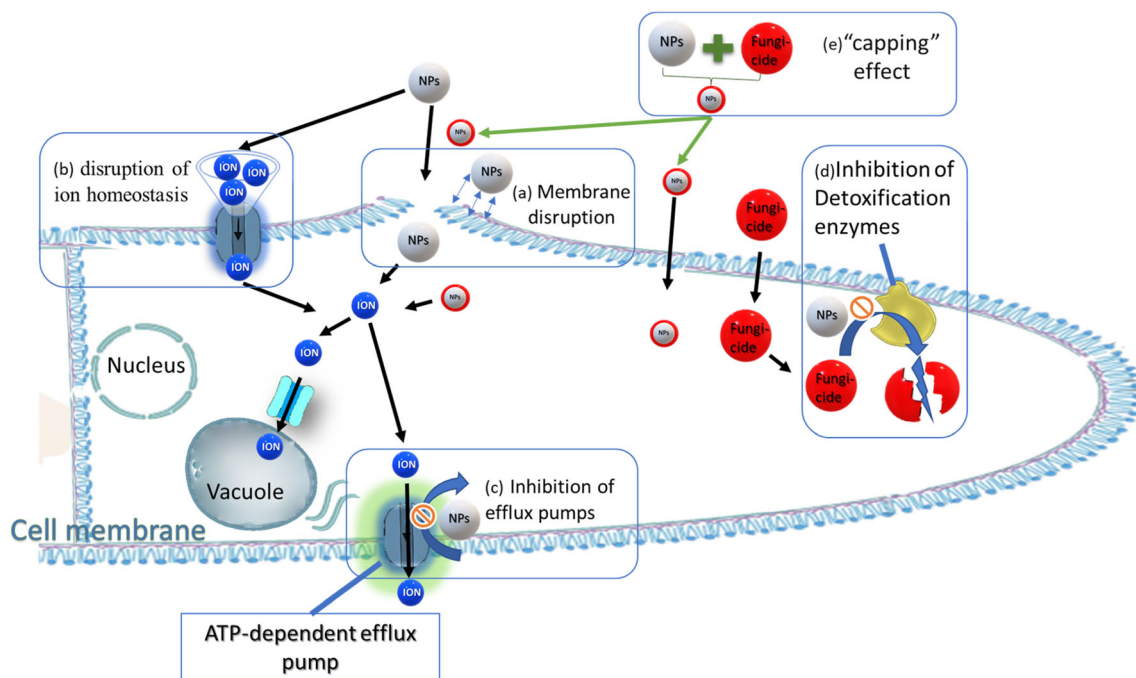 NPs
Fungi-
cide
(e)"capping"
effect
NPs
NPs
NPs
(b) disruption of
ion homeostasis
ION
ION
ION
ION
NPs
(a) Membrane
disruption
NPs
NPs
Fungi-
cide
(d)Inhibition of
Detoxification
enzymes
ION
NPs
NPs
Fungi-
cide
NPs
ION
Nucleus
Fungi-
cide
ION
Vacuole
ION
(c) Inhibition of
efflux pumps
NPs
Cell membrane
ION
ATP-dependent efflux
pump